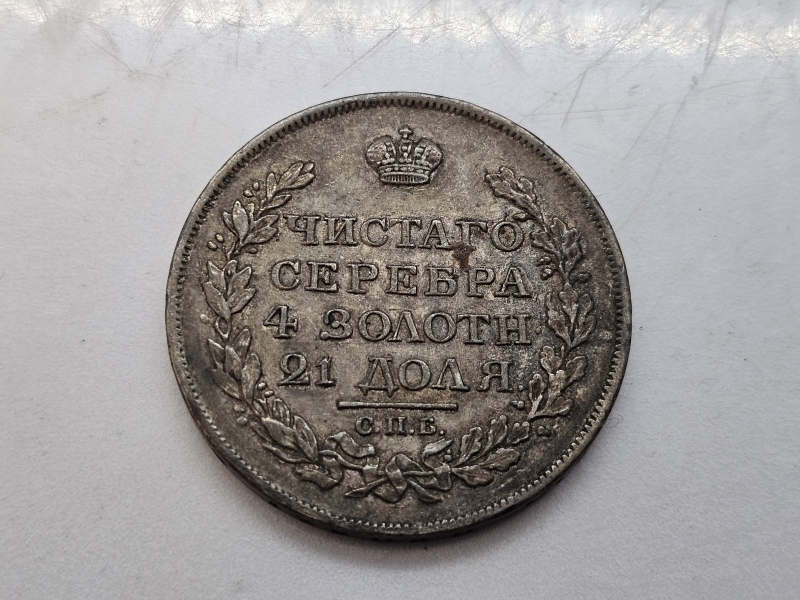 ЧИСТАГО
СЕРЕБРА
4 ЗОЛОТН
21 ДОЛЯ
С.П.Б.